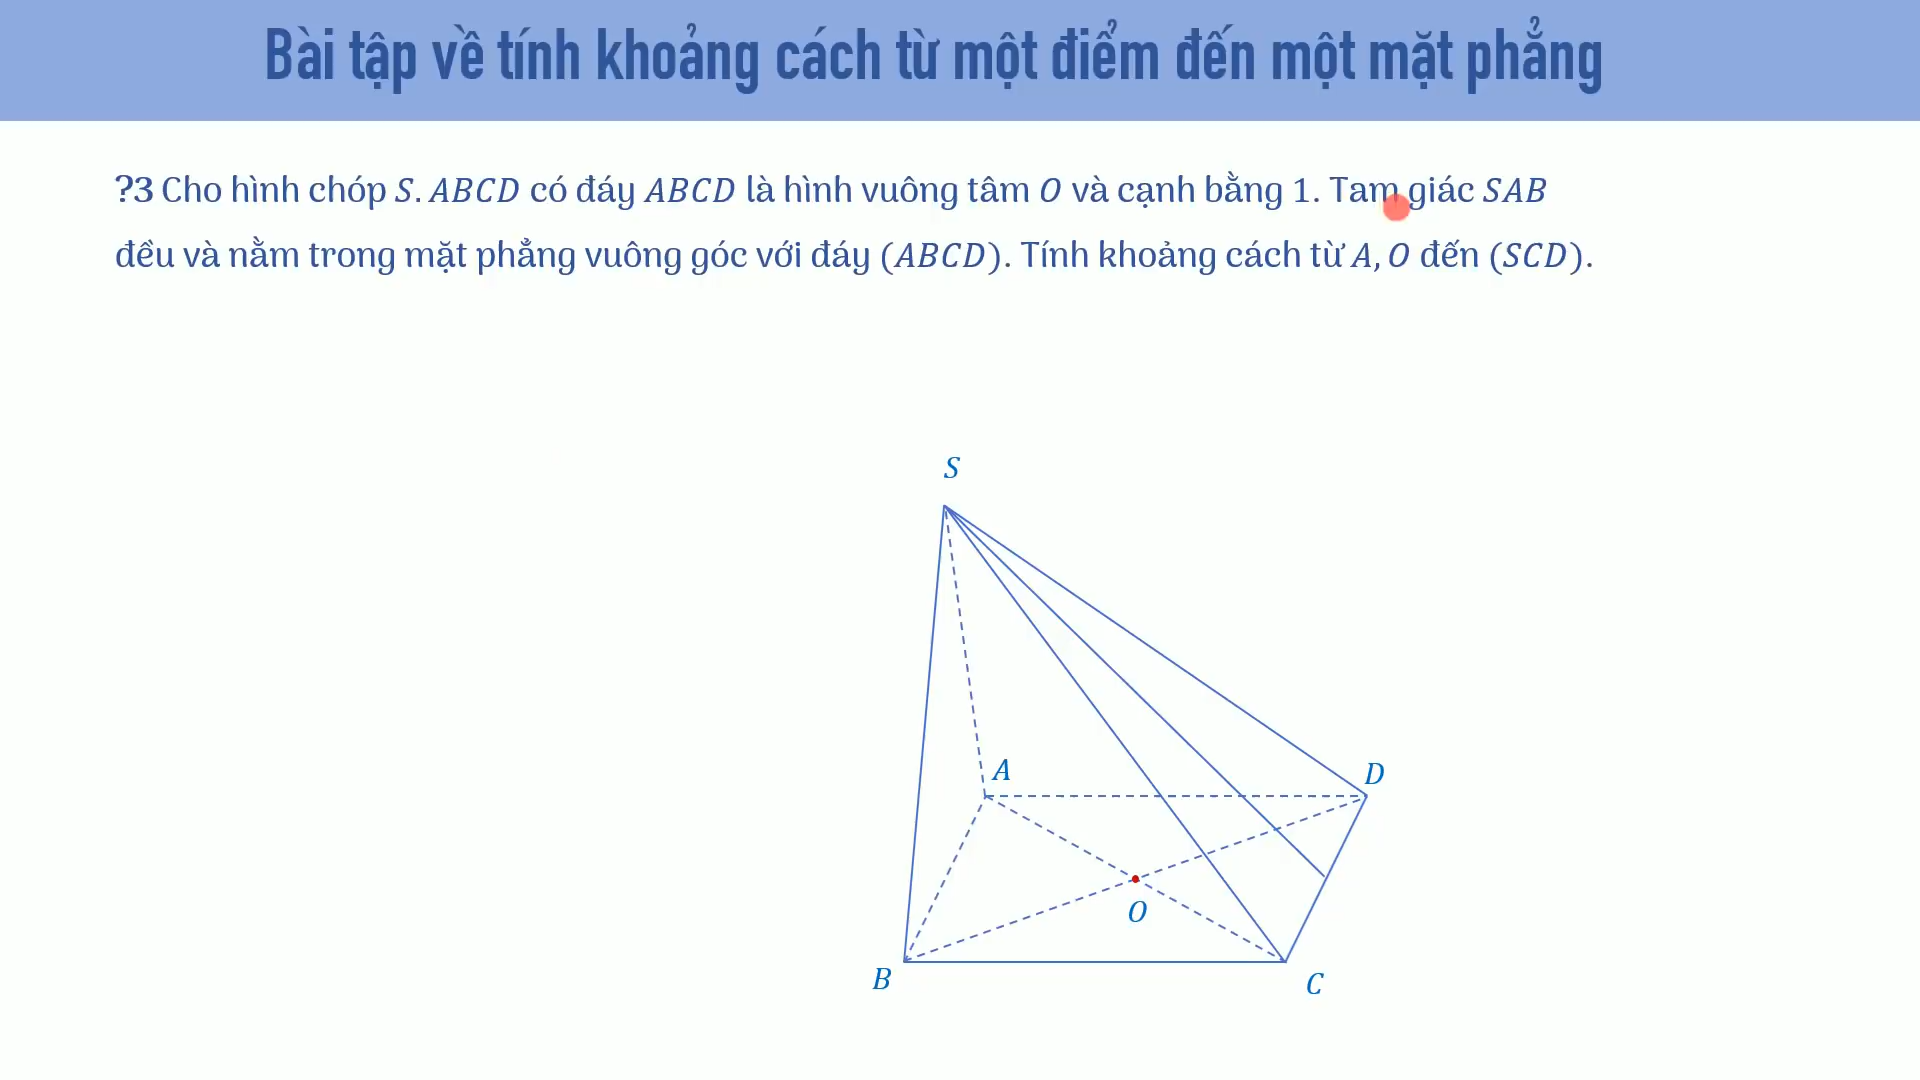 Bài tập về tính khoảng cách từ một điểm đến một mặt phẳng
?3 Cho hình chóp S.ABCD có đáy ABCD là hình vuông tâm O và cạnh bằng 1. Tam giác SAB
đều và nằm trong mặt phẳng vuông góc với đáy (ABCD). Tính khoảng cách từ A, O đến (SCD).
S
A
D
O
B
C